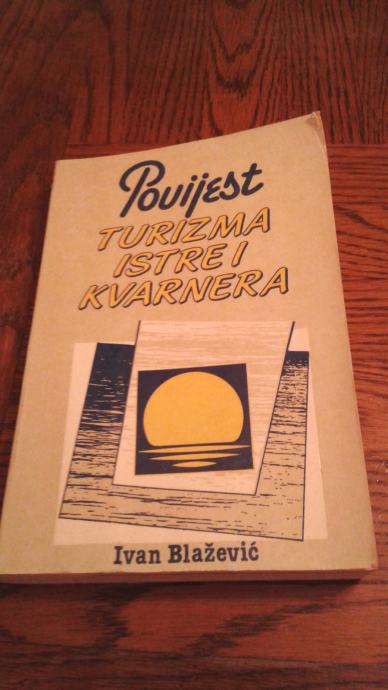 Povijest
TURIZMA
ISTRE I
KVARNERA
Ivan Blažević